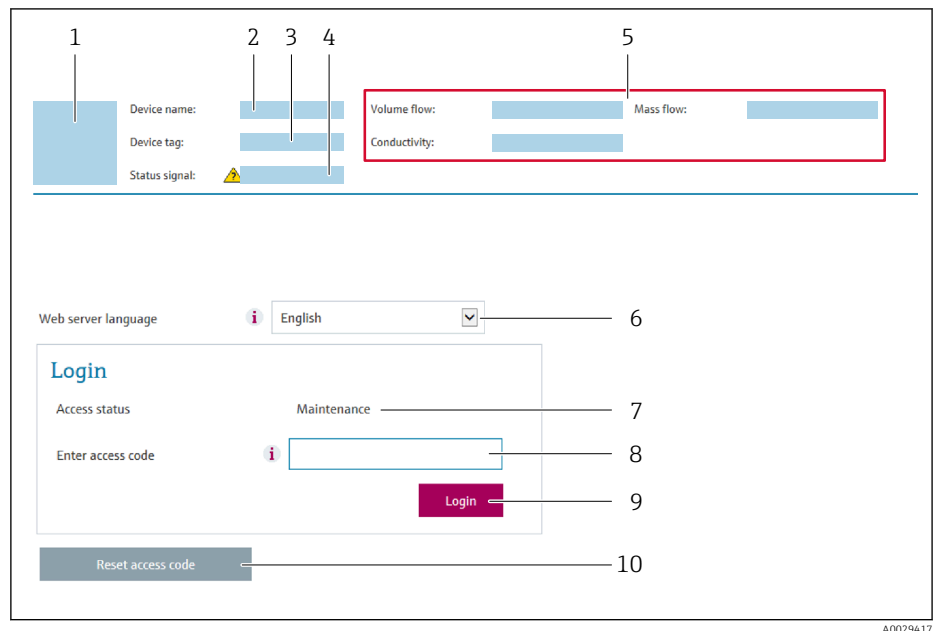 1 2 3 4 5
Device name: Volume flow: Mass flow:
Device tag: Conductivity:
Status signal: ?
Web server language i English 6
Login
Access status Maintenance 7
Enter access code i 8
Login 9
Reset access code 10
A0029417